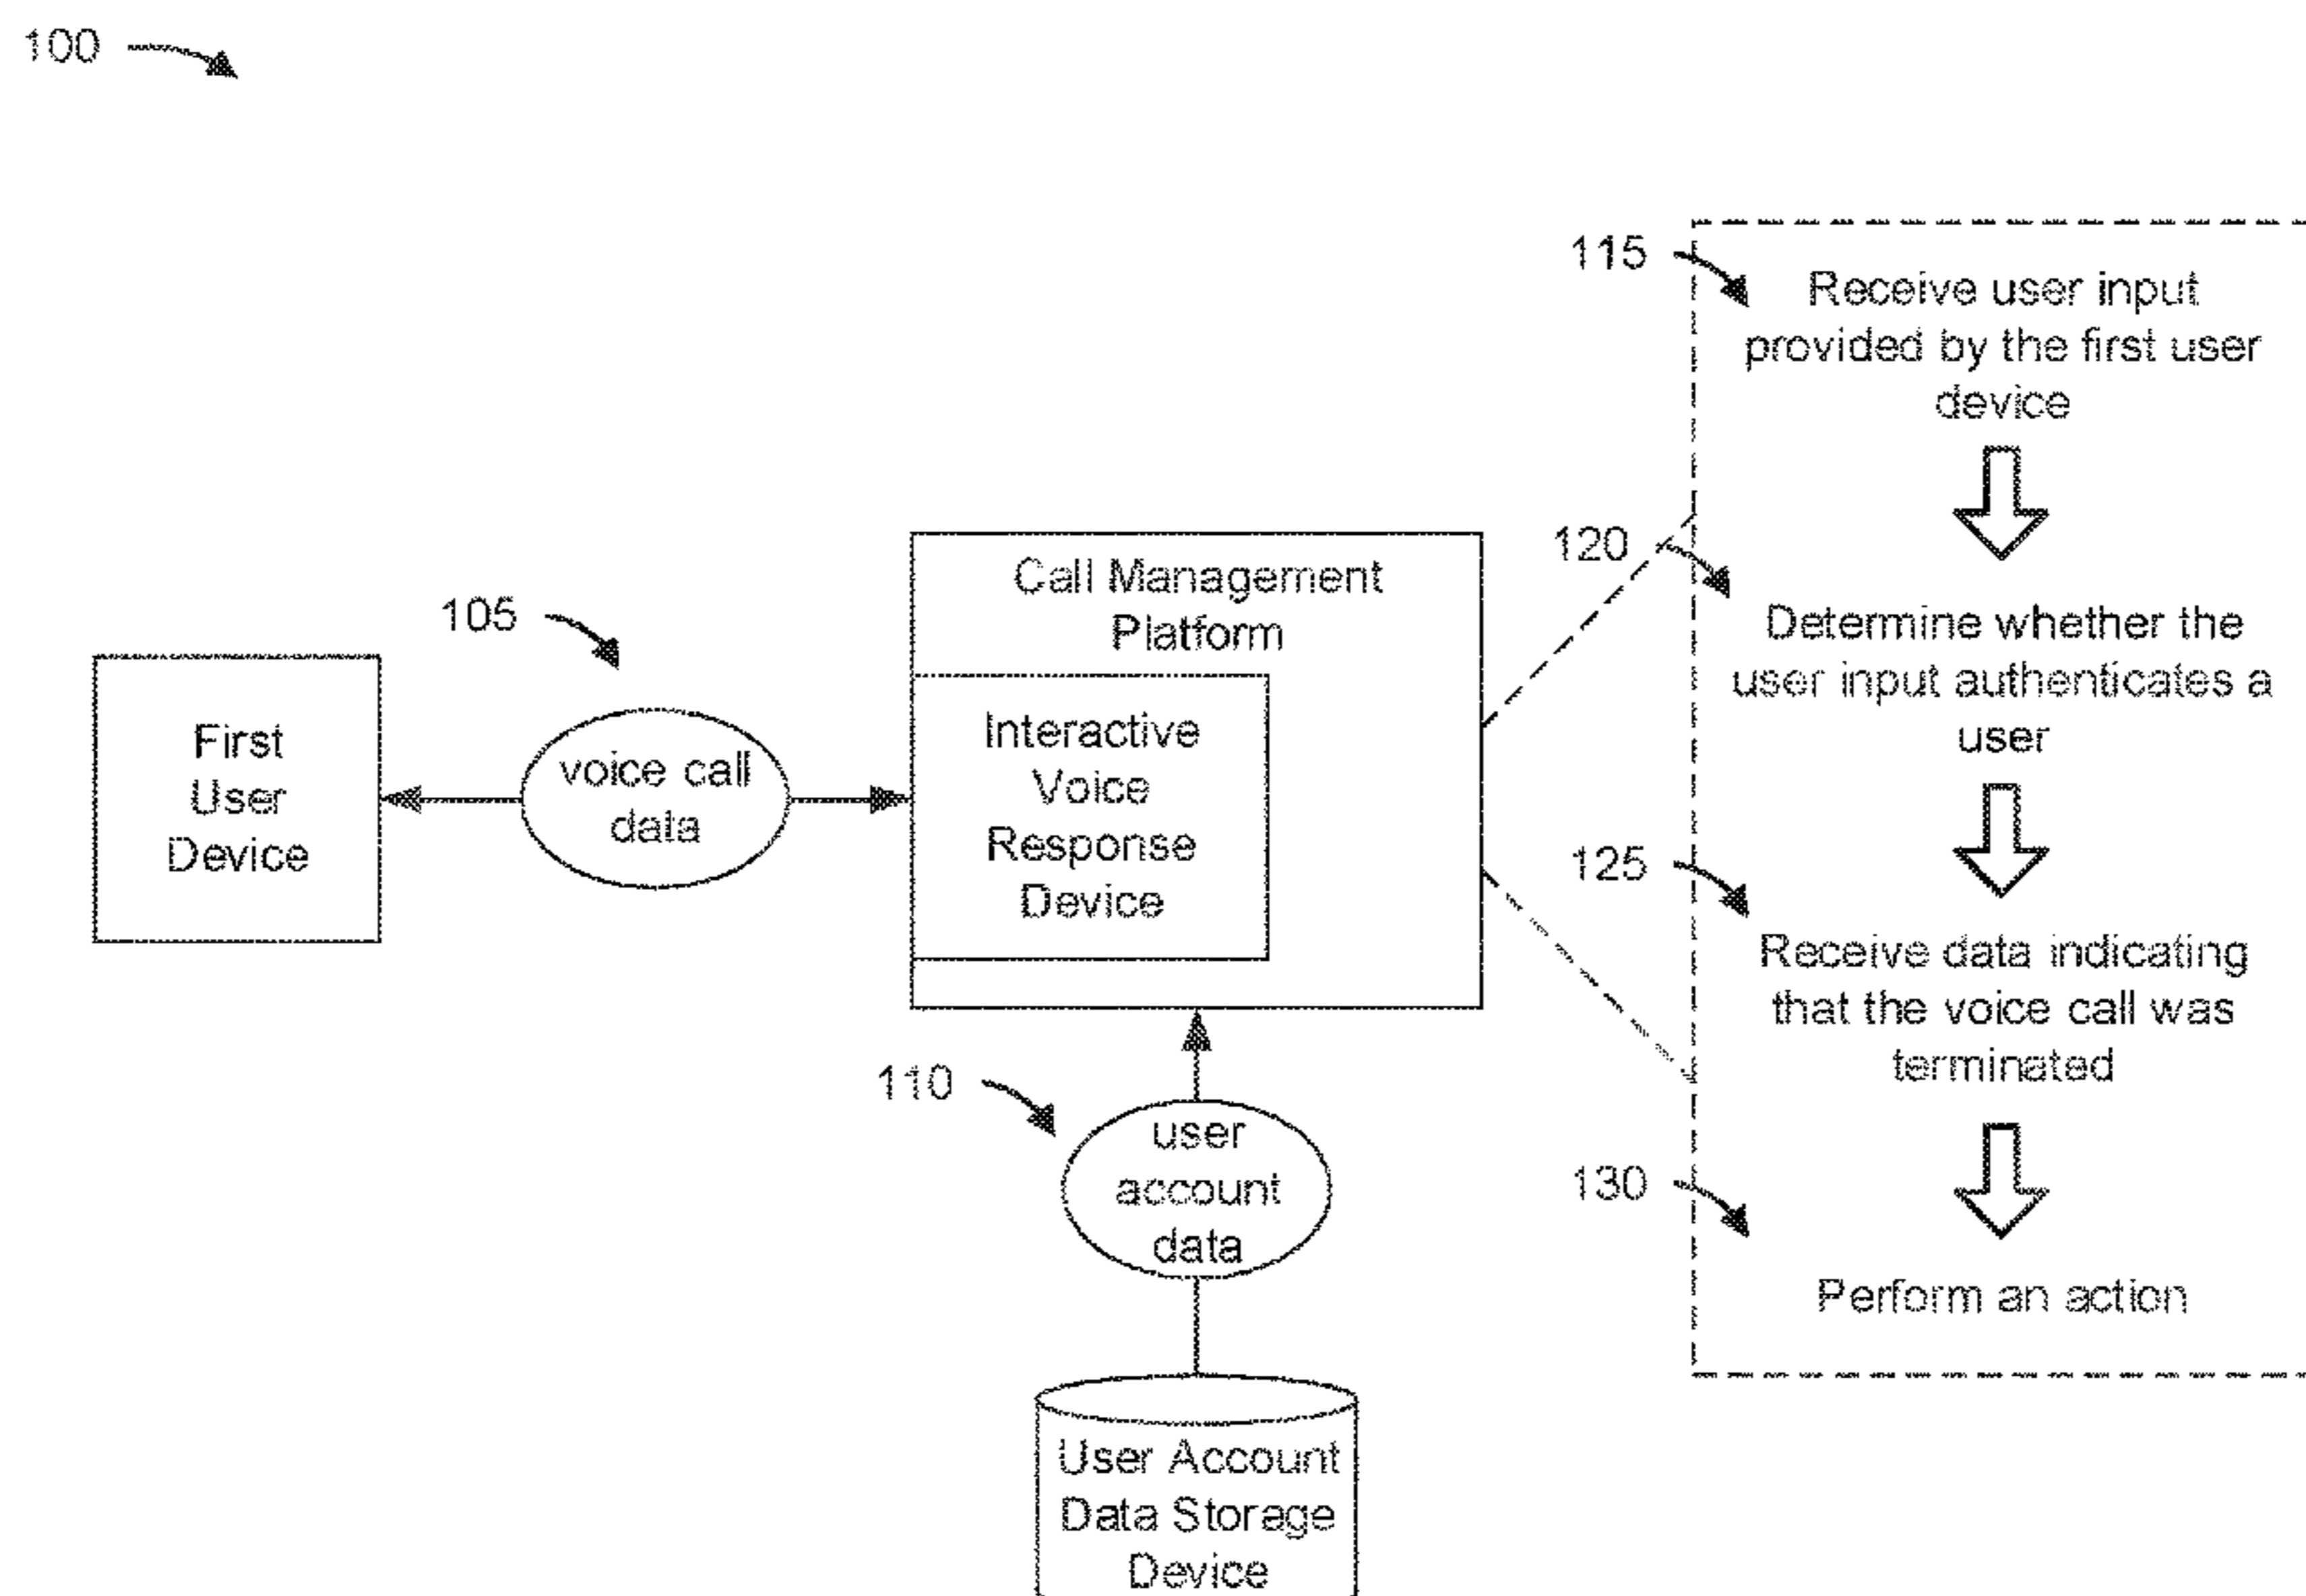 100
115
Receive user input
provided by the first user
device
120
Determine whether the
user input authenticates a
user
125
Receive data indicating
that the voice call was
terminated
130
Perform an action
Call Management
Platform
Interactive
Voice
Response
Device
105
voice call
data
First
User
Device
110
user
account
data
User Account
Data Storage
Device